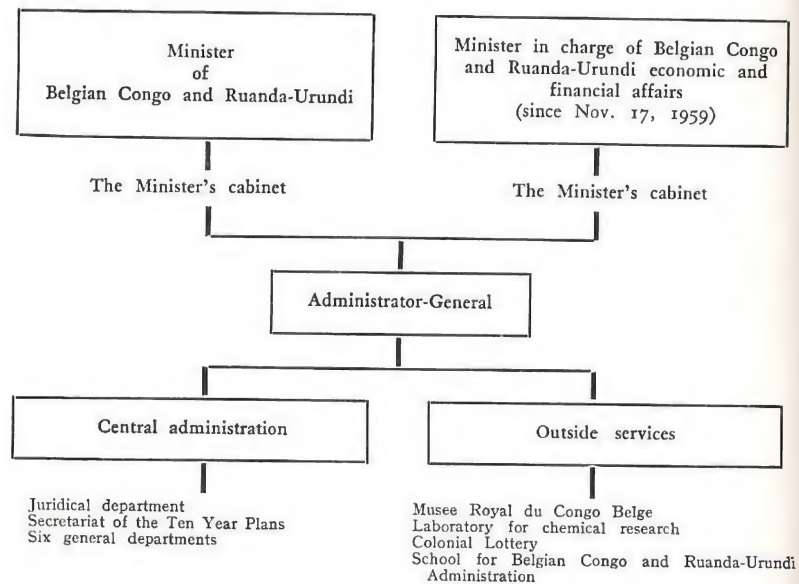 Minister
of
Belgian Congo and Ruanda-Urundi
Minister in charge of Belgian Congo
and Ruanda-Urundi economic and
financial affairs
(since Nov. 17, 1959)
The Minister's cabinet
The Minister's cabinet
Administrator-General
Central administration
Outside services
Juridical department
Secretariat of the Ten Year Plans
Six general departments
Musee Royal du Congo Belge
Laboratory for chemical research
Colonial Lottery
School for Belgian Congo and Ruanda-Urundi
Administration